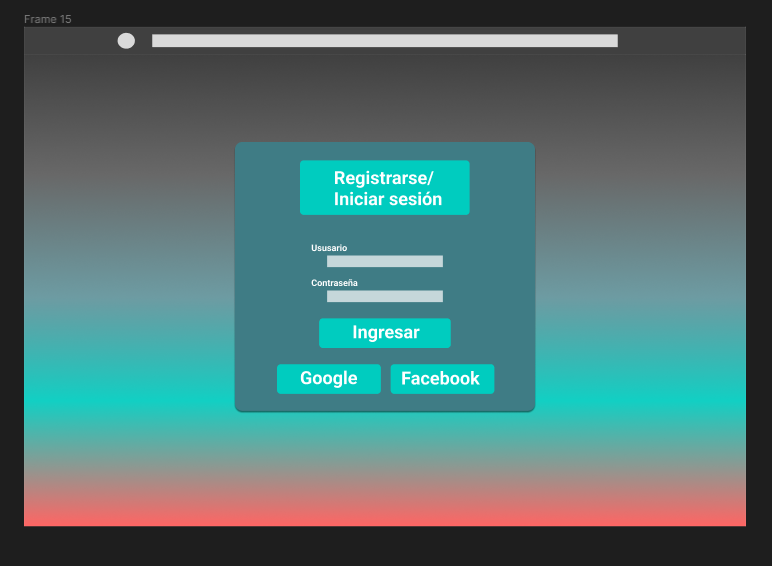 Frame 15
Registrarse/
Iniciar sesión
Ususario
Contraseña
Ingresar
Google Facebook